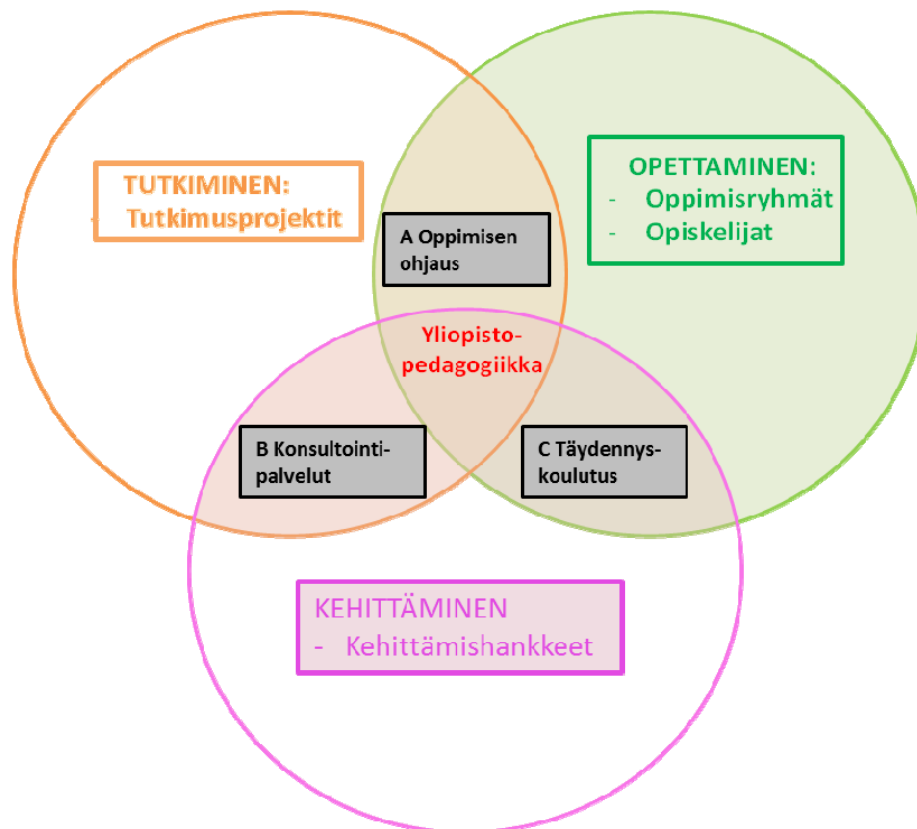 TUTKIMINEN:
- Tutkimusprojektit
OPETTAMINEN:
- Oppimisryhmät
- Opiskelijat
A Oppimisen
ohjaus
Yliopisto-
pedagogiikka
B Konsultointi-
palvelut
C Täydennys-
koulutus
KEHITTÄMINEN
- Kehittämishankkeet